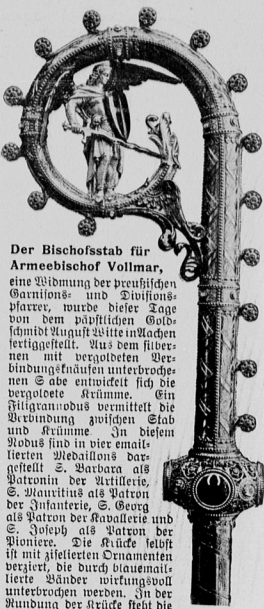 Der Bischofsstab für
Armeebischof Vollmar,
eine Widmung der preußischen
Garnisons- und Divisions-
pfarrer, wurde dieser Tage
von dem päpstlichen Gold-
schmidt August Witte in Aachen
fertiggestellt. Aus dem silber-
nen mit vergoldeten Ver-
bindungsknäufen unterbroche-
nen S abe entwickelt sich die
vergoldete Krümme. Ein
Filigrannodus vermittelt die
Verbindung zwischen Stab
und Krümme. In diesem
Nodus sind in vier email-
lierten Medaillons dar-
gestellt S. Barbara als
Patronin der Artillerie,
S. Mauritius als Patron
der Infanterie, S. Georg
als Patron der Kavallerie und
S. Joseph als Patron der
Pioniere. Die Krücke selbst
ist mit ziselierten Ornamenten
verziert, die durch blauemail-
lierte Bänder wirkungsvoll
unterbrochen werden. In der
Rundung der Krücke steht die